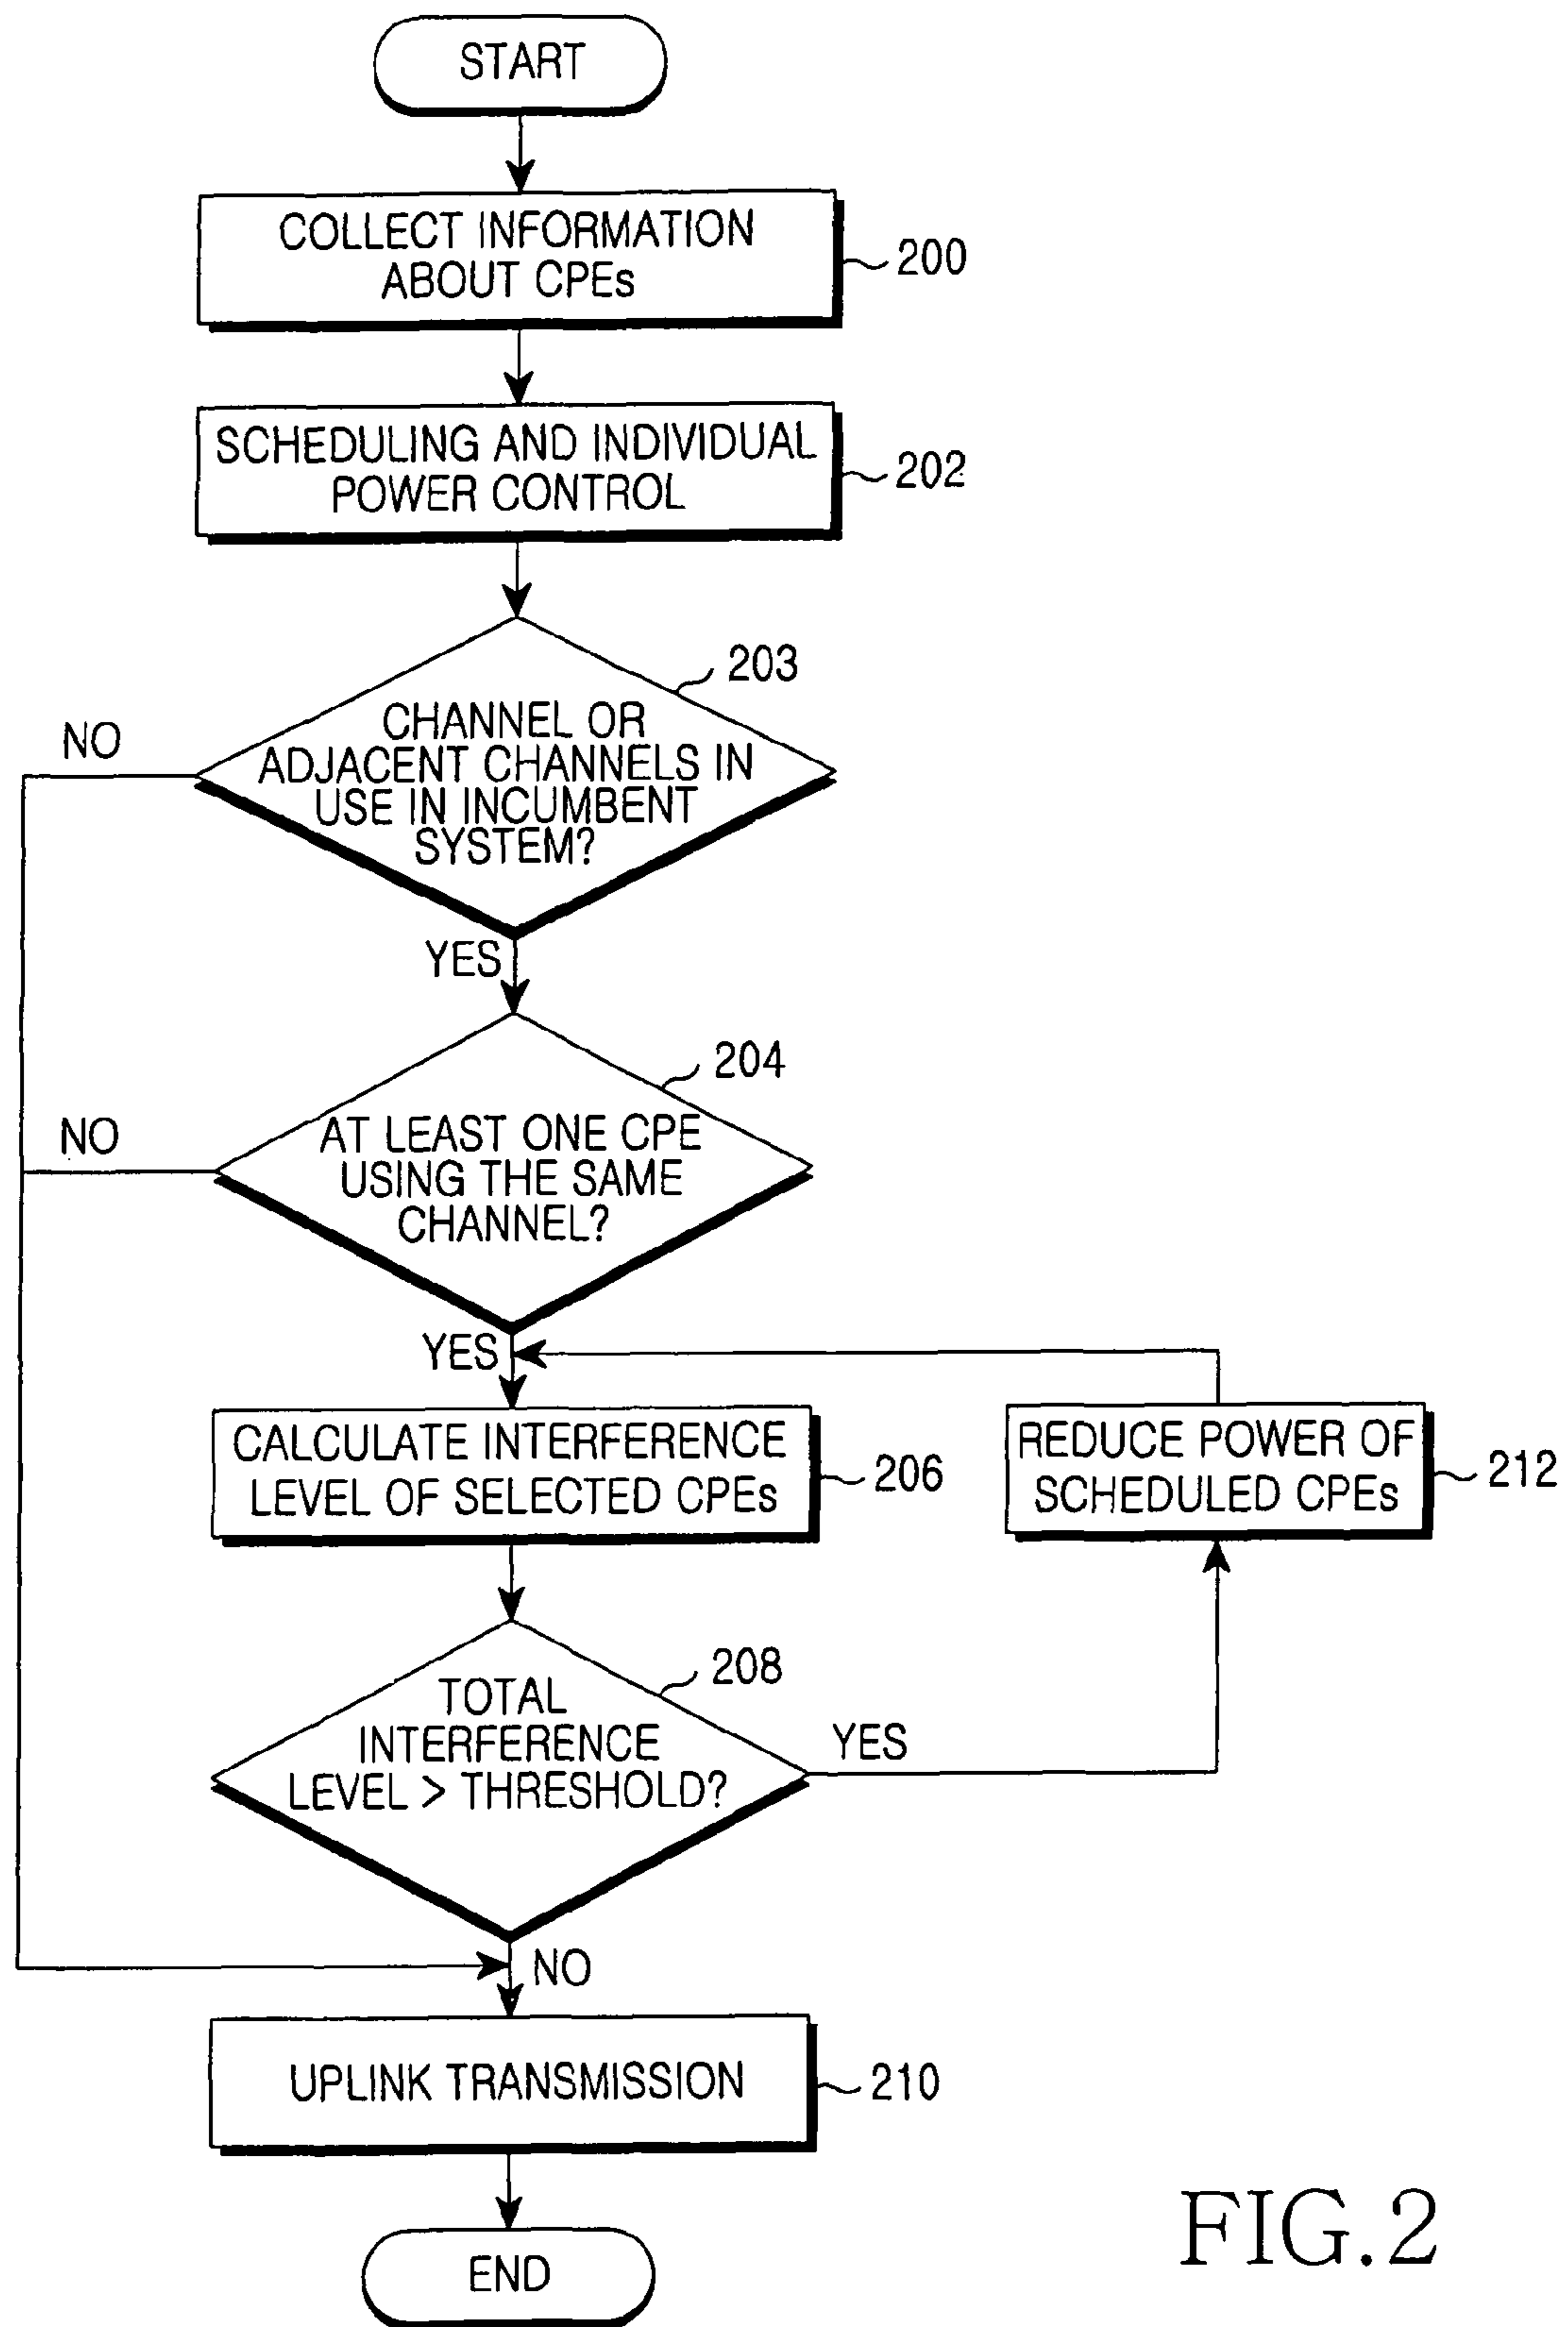 START
COLLECT INFORMATION
ABOUT CPEs
200
SCHEDULING AND INDIVIDUAL
POWER CONTROL
202
203
CHANNEL OR
ADJACENT CHANNELS IN
USE IN INCUMBENT
SYSTEM?
NO
YES
204
AT LEAST ONE CPE
USING THE SAME
CHANNEL?
NO
YES
CALCULATE INTERFERENCE
LEVEL OF SELECTED CPEs
206
REDUCE POWER OF
SCHEDULED CPEs
212
208
TOTAL
INTERFERENCE
LEVEL > THRESHOLD?
YES
NO
UPLINK TRANSMISSION
210
END
FIG.2